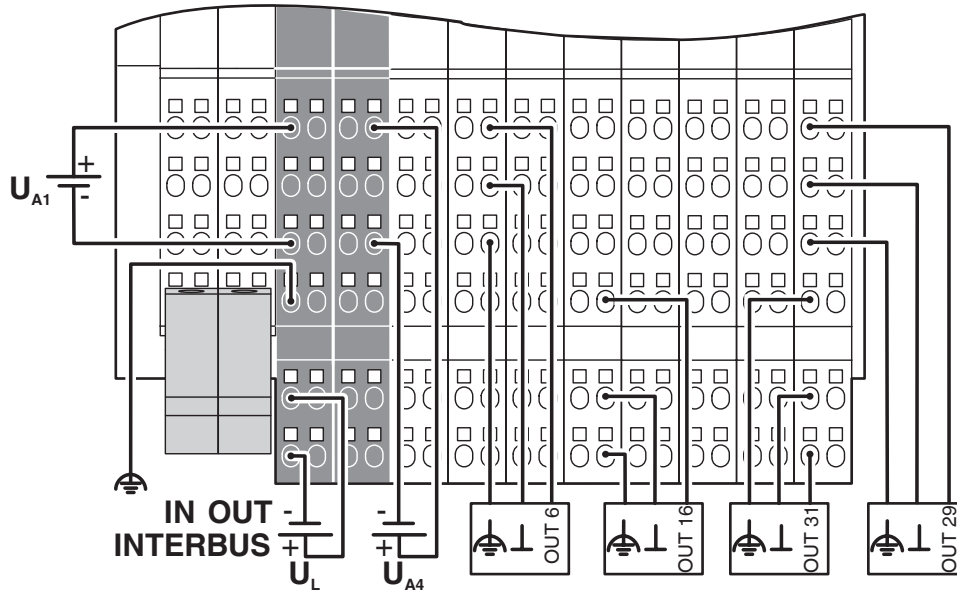 +
U_A1
-
IN OUT
INTERBUS
-
+
U_L
-
+
U_A4
OUT 6
OUT 16
OUT 31
OUT 29